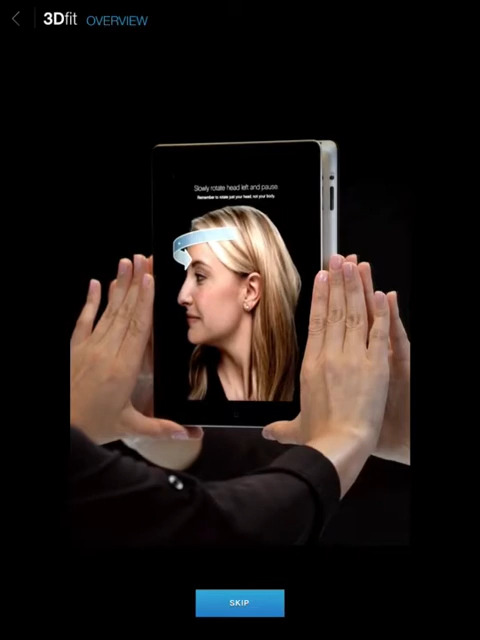 3Dfit OVERVIEW
Slowly rotate head left and pause
Remember to rotate just your head, not your body.
SKIP